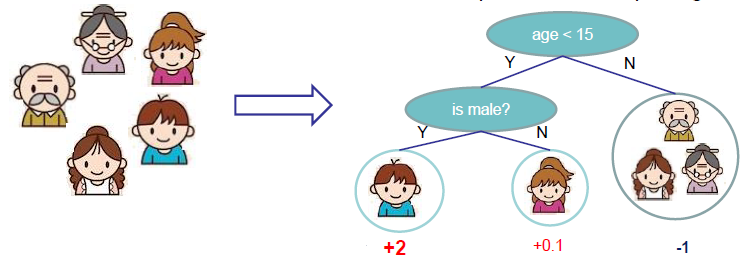 age < 15
Y
N
is male?
Y
N
+2
+0.1
-1